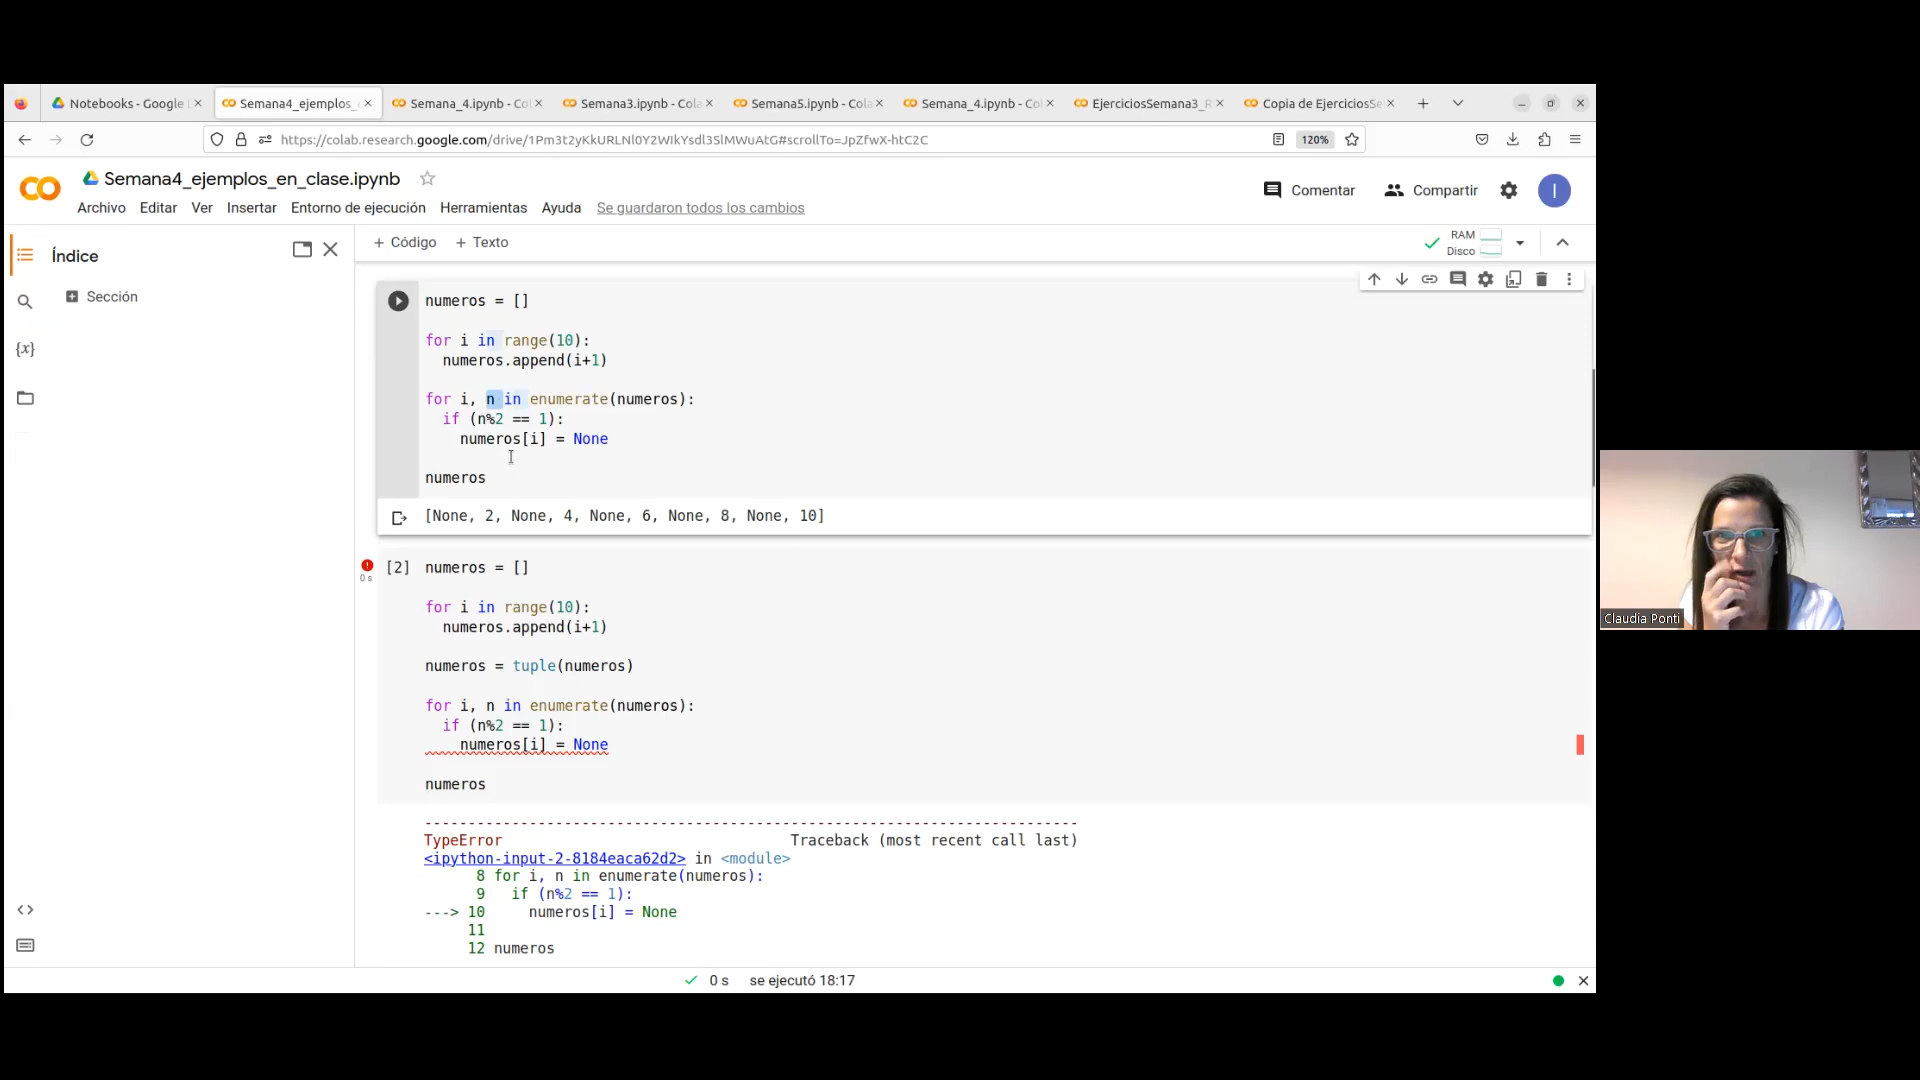 Notebooks - Google
Semana4_ejemplos_
Semana_4.ipynb - Co
Semana3.ipynb - Cola
Semana5.ipynb - Cola
Semana_4.ipynb - Co
EjerciciosSemana3_R
Copia de EjerciciosSe
https://colab.research.google.com/drive/1Pm3t2yKkURLNl0Y2WIkYsdl3SlMWuAtG#scrollTo=JpZfwX-htC2C
120%
Semana4_ejemplos_en_clase.ipynb
Comentar
Compartir
I
Archivo Editar Ver Insertar Entorno de ejecución Herramientas Ayuda Se guardaron todos los cambios
Índice
+ Código + Texto
RAM
Disco
Sección
{x}
numeros = []
for i in range(10):
numeros.append(i+1)
for i, n in enumerate(numeros):
if (n%2 == 1):
numeros[i] = None
numeros
[None, 2, None, 4, None, 6, None, 8, None, 10]
0 s
[2] numeros = []
for i in range(10):
numeros.append(i+1)
numeros = tuple(numeros)
for i, n in enumerate(numeros):
if (n%2 == 1):
numeros[i] = None
numeros
---------------------------------------------------------------------------
TypeError Traceback (most recent call last)
<ipython-input-2-8184eaca62d2> in <module>
8 for i, n in enumerate(numeros):
9 if (n%2 == 1):
---> 10 numeros[i] = None
11
12 numeros
0 s se ejecutó 18:17
Claudia Ponti